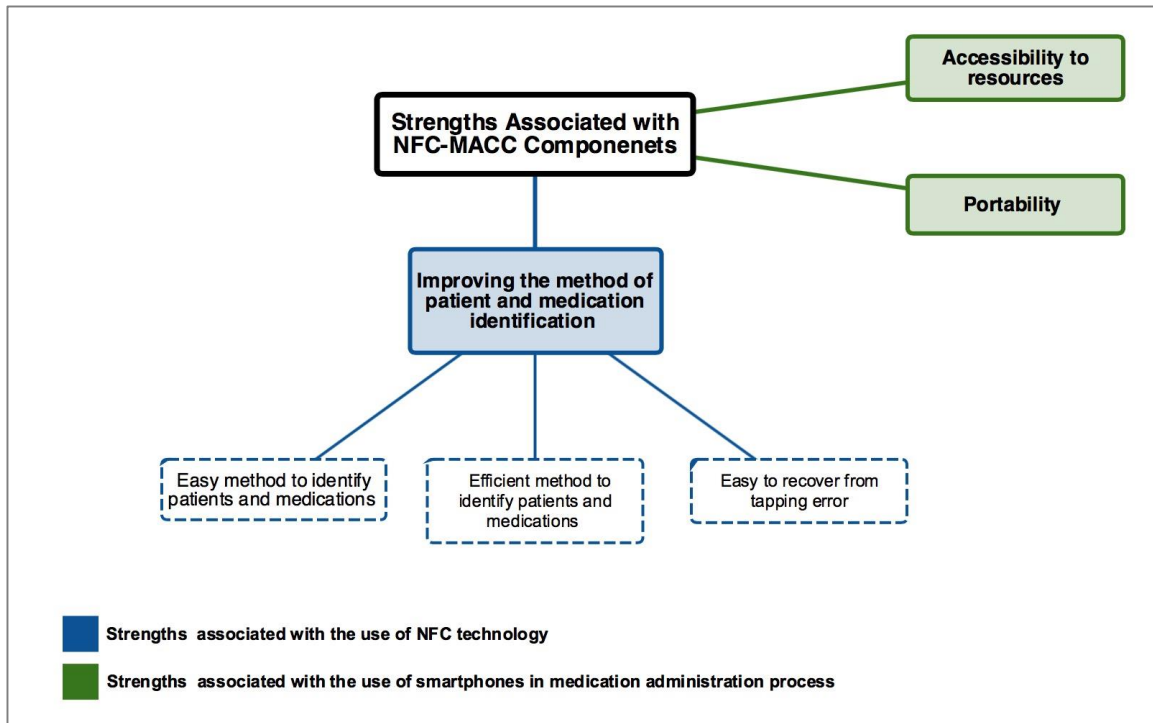 Accessibility to
resources
Strengths Associated with
NFC-MACC Componenets
Portability
Improving the method of
patient and medication
identification
Easy method to identify
patients and medications
Efficient method to
identify patients and
medications
Easy to recover from
tapping error
Strengths associated with the use of NFC technology
Strengths associated with the use of smartphones in medication administration process